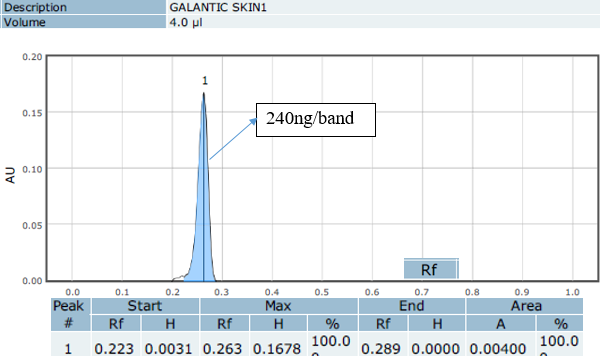 Description GALANTIC SKIN1
Volume 4.0 µl
0.20
1
0.15
240ng/band
0.10
AU
0.05
Rf
0.00
0.0 0.1 0.2 0.3 0.4 0.5 0.6 0.7 0.8 0.9 1.0
Peak Start Max End Area
# Rf H Rf H % Rf H A %
1 0.223 0.0031 0.263 0.1678 100.0 0.289 0.0000 0.00400 100.0